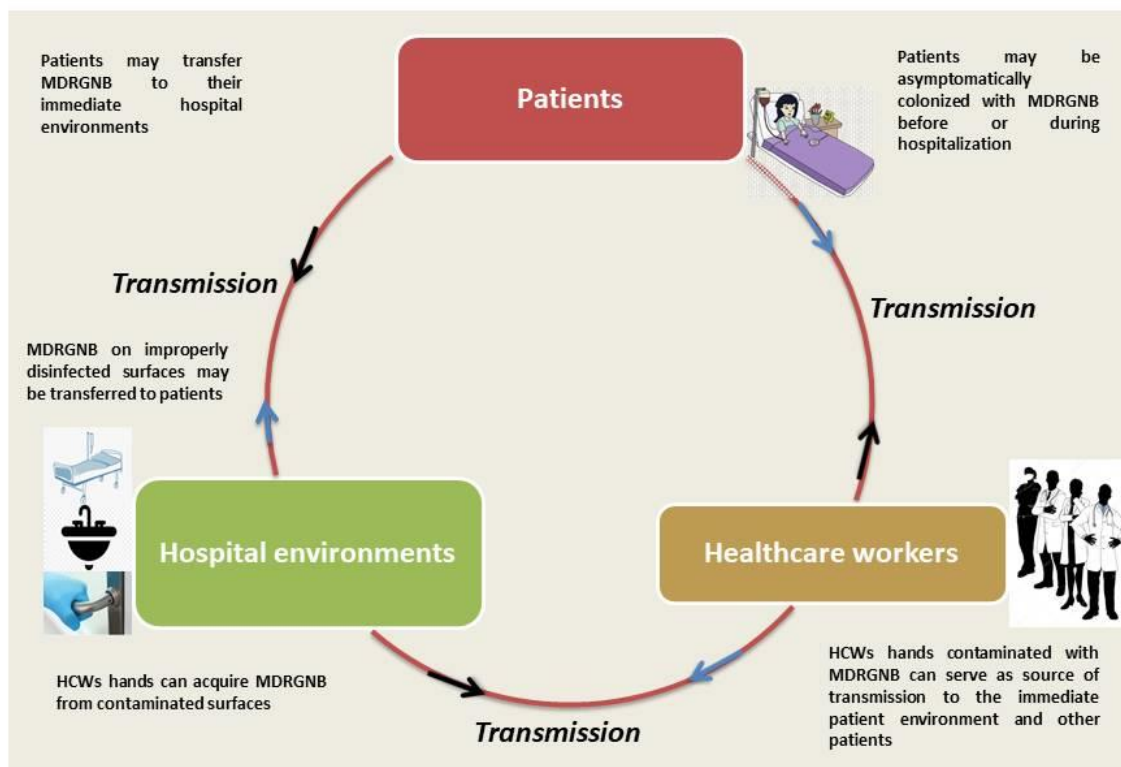 Patients may transfer
MDRGNB to their
immediate hospital
environments
Patients
Patients may be
asymptomatically
colonized with MDRGNB
before or during
hospitalization
Transmission
Transmission
MDRGNB on improperly
disinfected surfaces may
be transferred to patients
Hospital environments
Healthcare workers
HCWs hands can acquire MDRGNB
from contaminated surfaces
HCWs hands contaminated with
MDRGNB can serve as source of
transmission to the immediate
patient environment and other
patients
Transmission